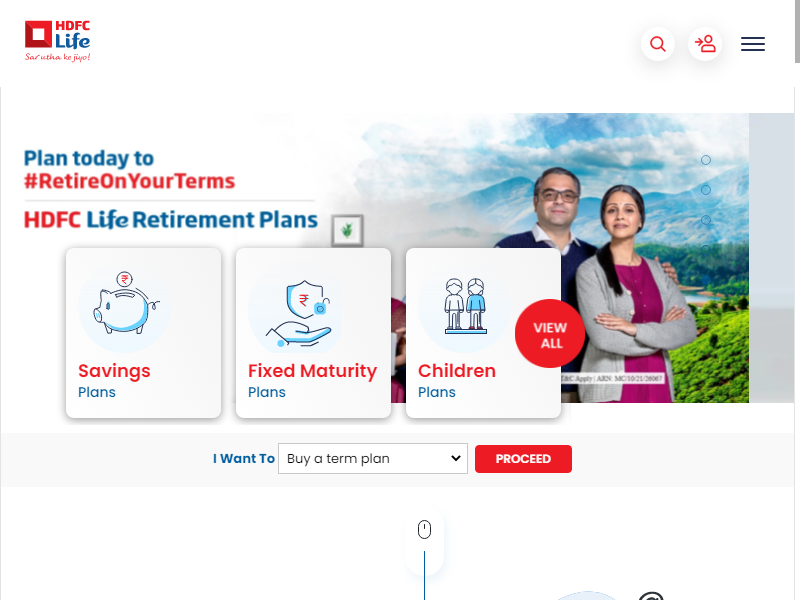 HDFC
Life
Sar utha ke jiyo!
Plan today to
#RetireOnYourTerms
HDFC Life Retirement Plans
Savings
Plans
Fixed Maturity
Plans
Children
Plans
VIEW
ALL
&C Apply | ARN: MC/10/21/26067
I Want To
Buy a term plan
PROCEED